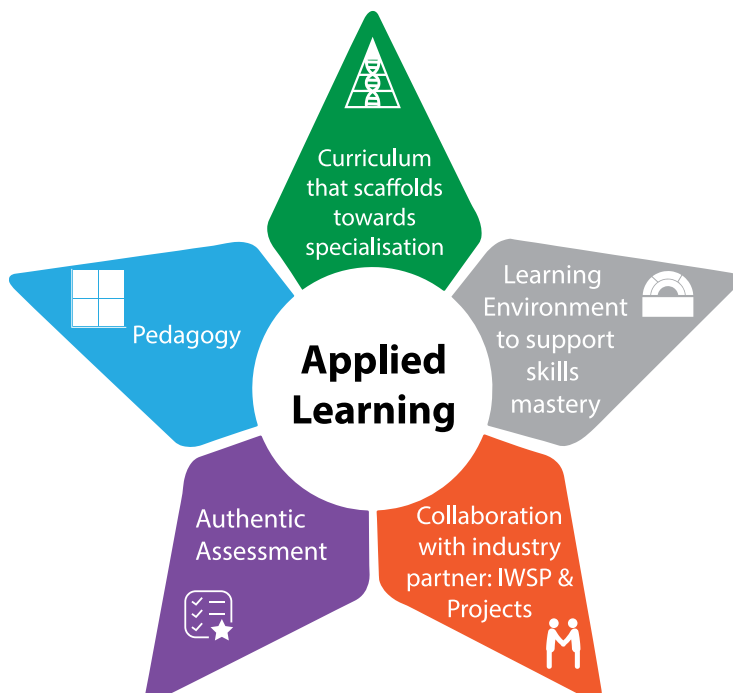 Curriculum
that scaffolds
towards
specialisation
Learning
Environment
to support
skills
mastery
Pedagogy
Applied
Learning
Authentic
Assessment
Collaboration
with industry
partner: IWSP &
Projects